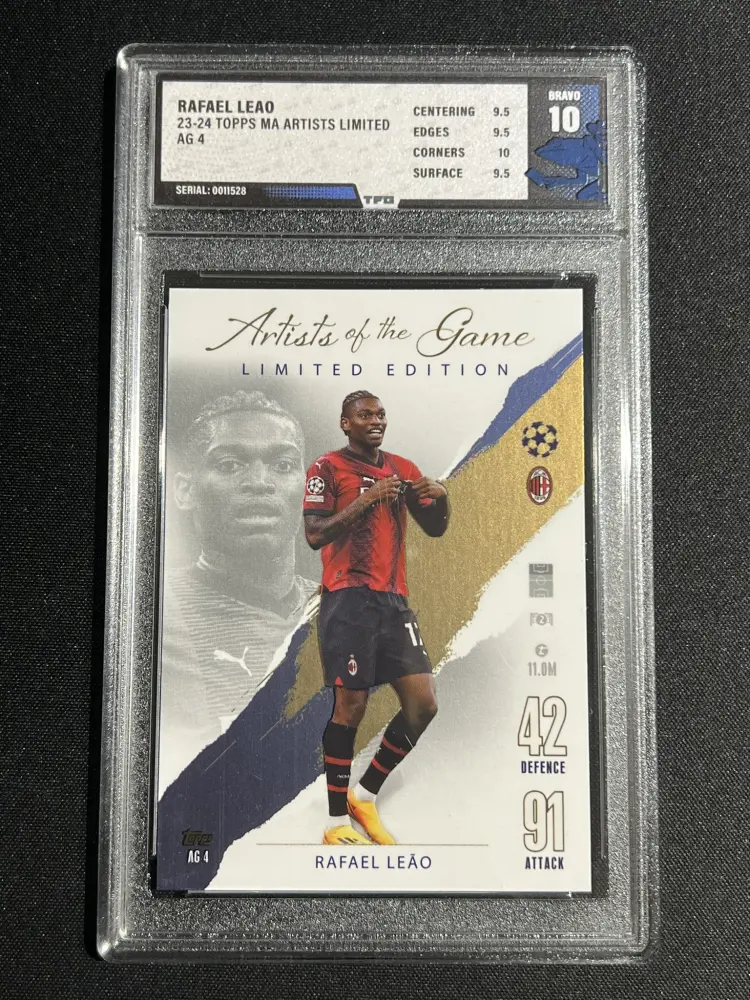 RAFAEL LEAO
23-24 TOPPS MA ARTISTS LIMITED
AG 4
CENTERING 9.5
EDGES 9.5
CORNERS 10
SURFACE 9.5
BRAVO
10
SERIAL: 0011528
TFG
Artists of the Game
LIMITED EDITION
2
11.0M
42
DEFENCE
91
ATTACK
TOPPS
AG 4
RAFAEL LEÃO